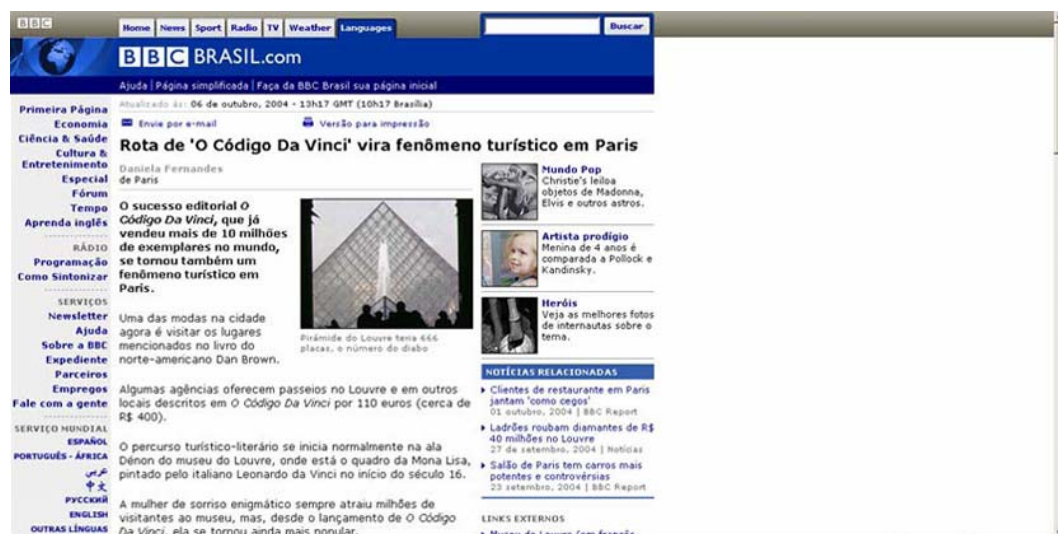 BBC
Home News Sport Radio TV Weather Languages
Buscar
BBC BRASIL.com
Ajuda | Página simplificada | Faça da BBC Brasil sua página inicial
Atualizado às: 06 de outubro, 2004 - 13h17 GMT (10h17 Brasília)
Envie por e-mail
Versão para impressão
Primeira Página
Economia
Ciência & Saúde
Cultura &
Entretenimento
Especial
Fórum
Tempo
Aprenda inglês
RÁDIO
Programação
Como Sintonizar
SERVIÇOS
Newsletter
Ajuda
Sobre a BBC
Expediente
Parceiros
Empregos
Fale com a gente
SERVIÇO MUNDIAL
ESPAÑOL
PORTUGUÊS - ÁFRICA
عربي
中文
РУССКИЙ
ENGLISH
OUTRAS LÍNGUAS
Rota de 'O Código Da Vinci' vira fenômeno turístico em Paris
Daniela Fernandes
de Paris
O sucesso editorial O
Código Da Vinci, que já
vendeu mais de 10 milhões
de exemplares no mundo,
se tornou também um
fenômeno turístico em
Paris.
Pirâmide do Louvre teria 666
placas, o número do diabo
Uma das modas na cidade
agora é visitar os lugares
mencionados no livro do
norte-americano Dan Brown.
Algumas agências oferecem passeios no Louvre e em outros
locais descritos em O Código Da Vinci por 110 euros (cerca de
R$ 400).
O percurso turístico-literário se inicia normalmente na ala
Dénon do museu do Louvre, onde está o quadro da Mona Lisa,
pintado pelo italiano Leonardo da Vinci no início do século 16.
A mulher de sorriso enigmático sempre atraiu milhões de
visitantes ao museu, mas, desde o lançamento de O Código
Da Vinci, ela se tornou ainda mais popular.
Mundo Pop
Christie's leiloa
objetos de Madonna,
Elvis e outros astros.
Artista prodígio
Menina de 4 anos é
comparada a Pollock e
Kandinsky.
Heróis
Veja as melhores fotos
de internautas sobre o
tema.
NOTÍCIAS RELACIONADAS
Clientes de restaurante em Paris
jantam 'como cegos'
01 outubro, 2004 | BBC Report
Ladrões roubam diamantes de R$
40 milhões no Louvre
27 de setembro, 2004 | Notícias
Salão de Paris tem carros mais
potentes e controvérsias
23 setembro, 2004 | BBC Report
LINKS EXTERNOS
Museu do Louvre (em francês